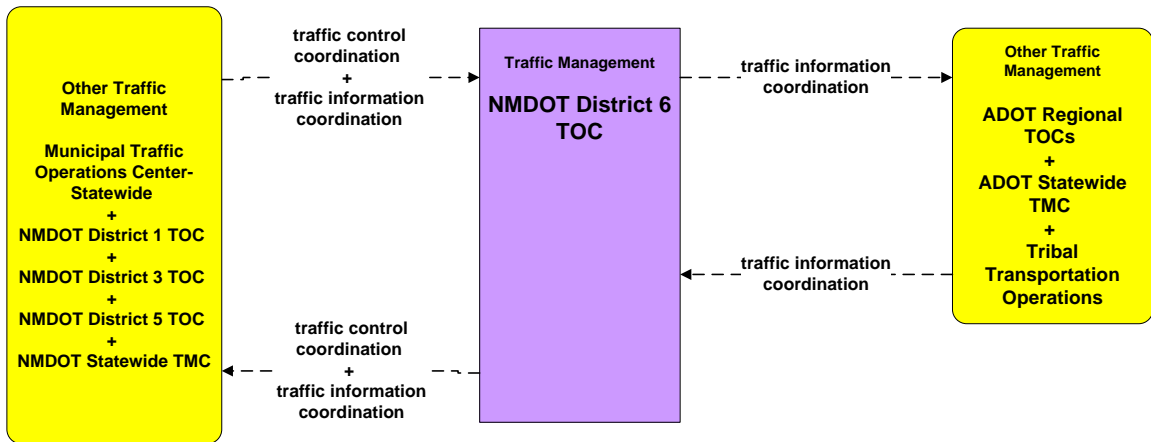 Other Traffic
Management
Municipal Traffic
Operations Center-
Statewide
+
NMDOT District 1 TOC
+
NMDOT District 3 TOC
+
NMDOT District 5 TOC
+
NMDOT Statewide TMC
traffic control
coordination
+
traffic information
coordination
traffic control
coordination
+
traffic information
coordination
Traffic Management
NMDOT District 6
TOC
traffic information
coordination
traffic information
coordination
Other Traffic
Management
ADOT Regional
TOCs
+
ADOT Statewide
TMC
+
Tribal
Transportation
Operations